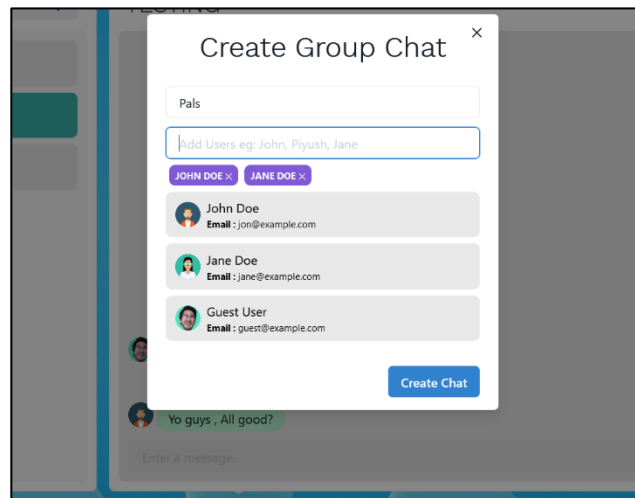 TESTING
Create Group Chat
Pals
Add Users eg: John, Piyush, Jane
JOHN DOE
JANE DOE
John Doe
Email : jon@example.com
Jane Doe
Email : jane@example.com
Guest User
Email : guest@example.com
Create Chat
Yo guys , All good?
Enter a message..